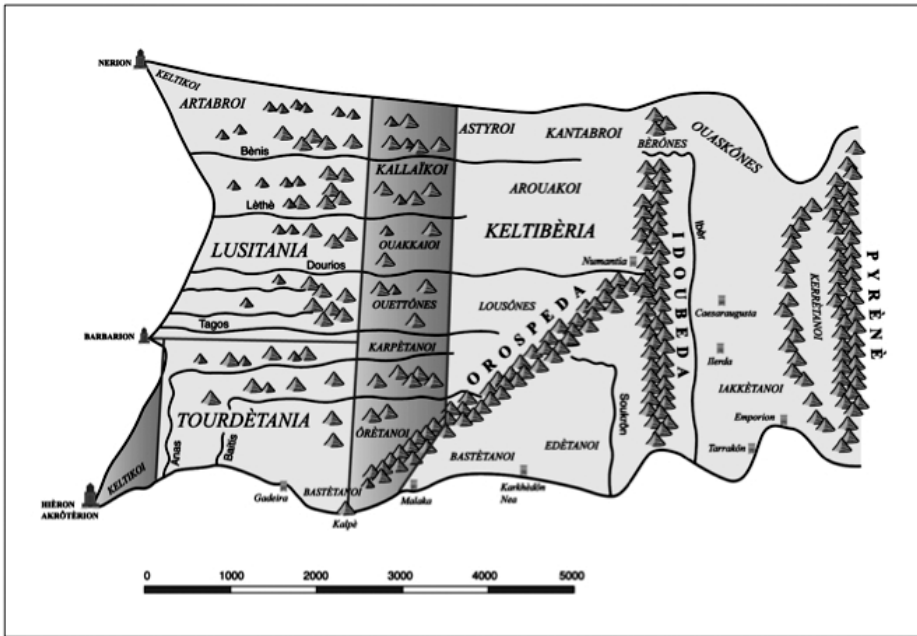 NERION
KELTIKOI
ARTABROI
ASTYROI
KANTABROI
BÈRÔNES
OUASKÔNES
Bènis
KALLAÏKOI
AROUAKOI
Lèthè
LUSITANIA
OUAKKAIOI
KELTIBÈRIA
Ibèr
IDOUBEDA
PYRÈNÈ
Dourios
Numantia
KERRÈTANOI
OUETTÔNES
LOUSÔNES
Caesaraugusta
Tagos
BARBARION
KARPÈTANOI
OROSPEDA
Ilerda
IAKKÈTANOI
TOURDÈTANIA
ÔRÈTANOI
Soukrôn
Emporion
Anas
Baitis
BASTÈTANOI
EDÈTANOI
Tarrakôn
KELTIKOI
HIÈRON
AKRÔTÈRION
Gadeira
BASTÈTANOI
Malaka
Karkhèdôn
Nea
Kalpè
0 1000 2000 3000 4000 5000